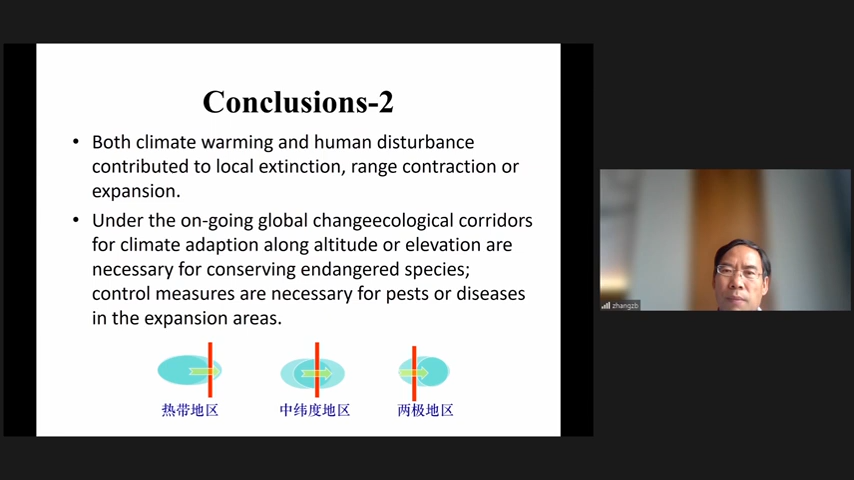 Conclusions-2
• Both climate warming and human disturbance
contributed to local extinction, range contraction or
expansion.
• Under the on-going global changeecological corridors
for climate adaption along altitude or elevation are
necessary for conserving endangered species;
control measures are necessary for pests or diseases
in the expansion areas.
热带地区 中纬度地区 两极地区
zhangzb